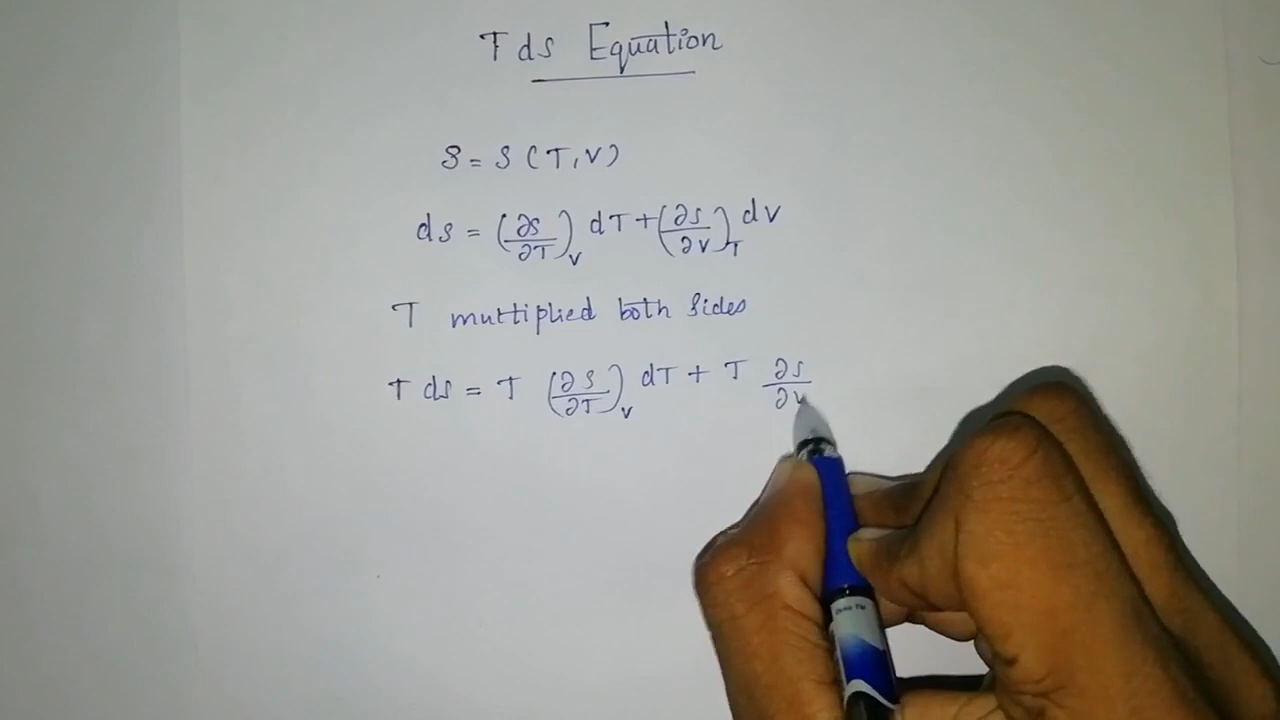 Tds Equation
S = S (T, V)
ds = (∂S/∂T)V dT + (∂S/∂V)T dV
T multiplied both sides
T ds = T (∂S/∂T)V dT + T ∂S/∂V